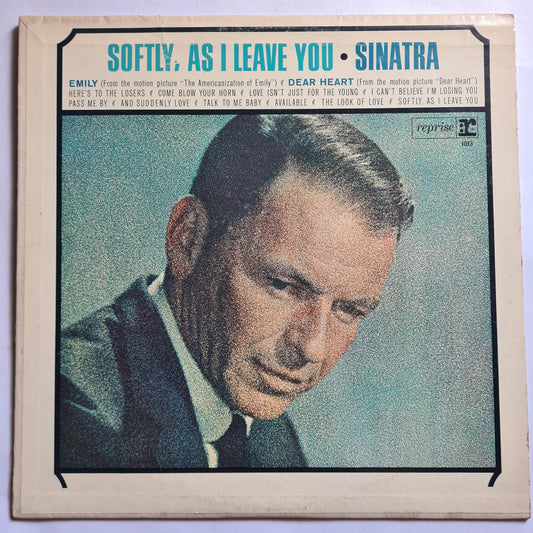 SOFTLY, AS I LEAVE YOU • SINATRA
EMILY (From the motion picture "The Americanization of Emily") DEAR HEART (From the motion picture "Dear Heart")
HERE'S TO THE LOSERS COME BLOW YOUR HORN LOVE ISN'T JUST FOR THE YOUNG I CAN'T BELIEVE I'M LOSING YOU
PASS ME BY AND SUDDENLY LOVE TALK TO ME BABY AVAILABLE THE LOOK OF LOVE SOFTLY, AS I LEAVE YOU
reprise
1013